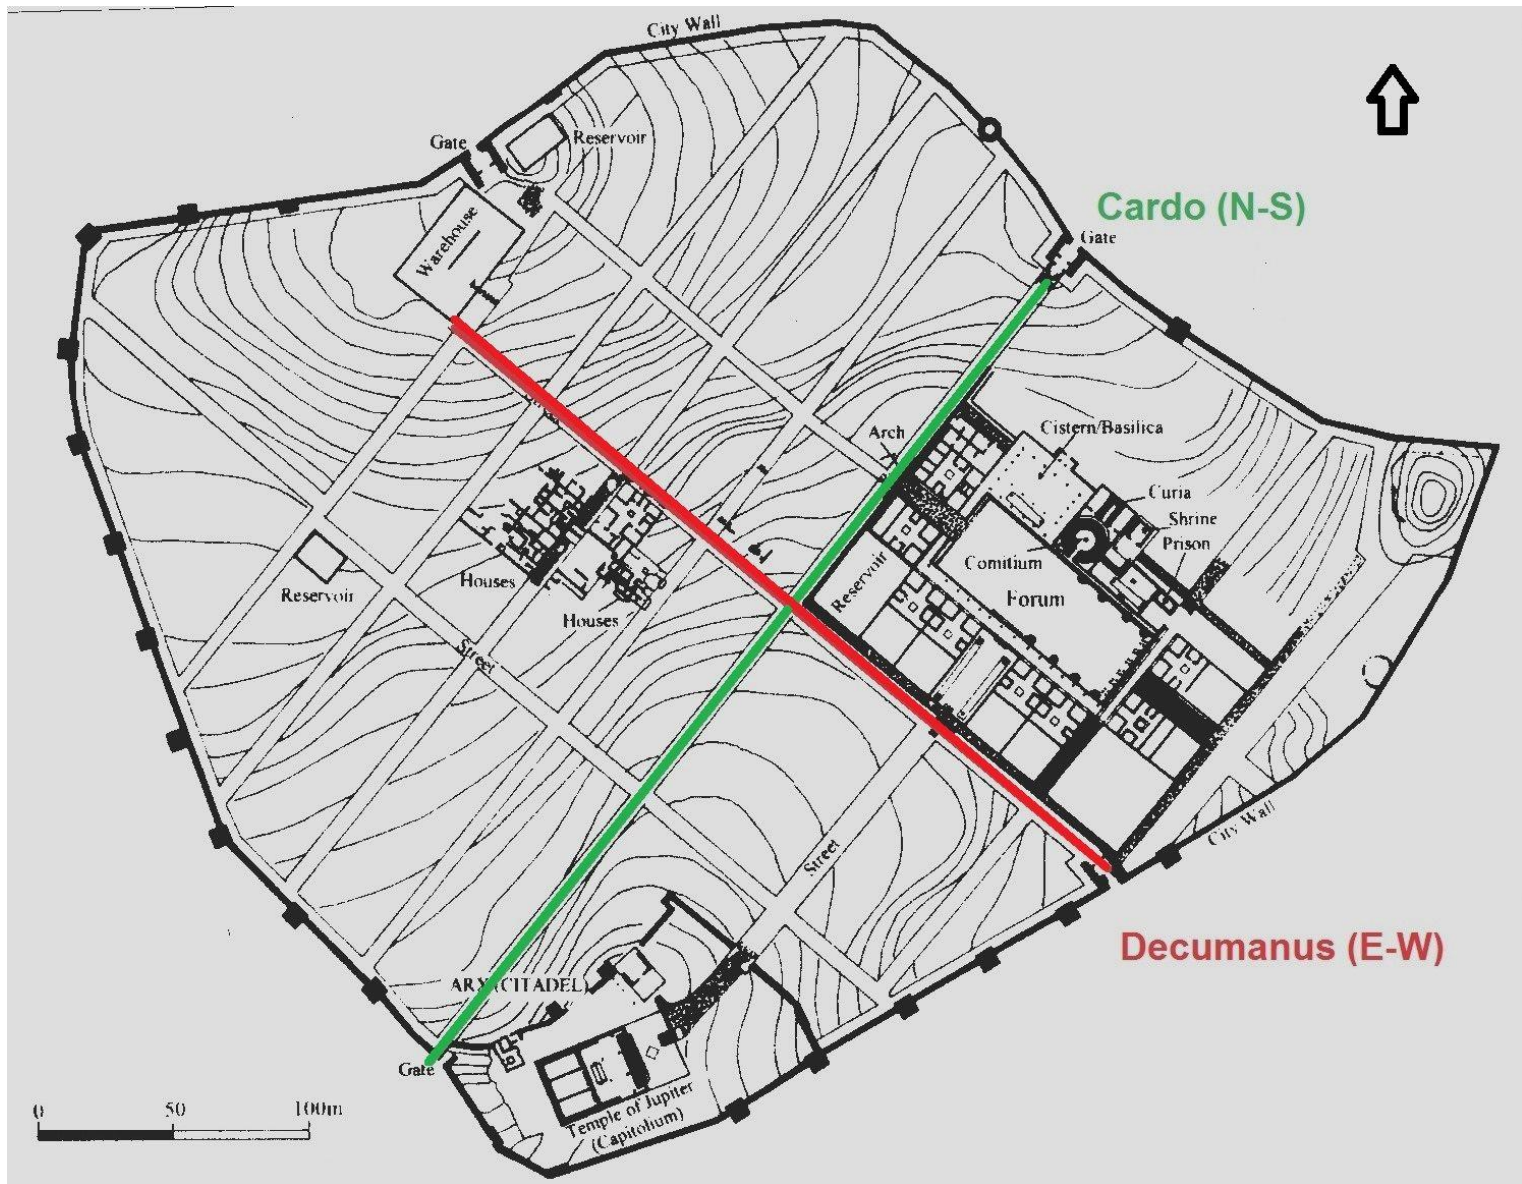 City Wall
Gate
Reservoir
Warehouse
Cardo (N-S)
Gate
Arch
Cistern/Basilica
Curia
Shrine
Prison
Comitium
Forum
Reservoir
Houses
Houses
Reservoir
Street
Street
City Wall
Decumanus (E-W)
ARX (CITADEL)
Gate
Temple of Jupiter
(Capitolium)
0 50 100m